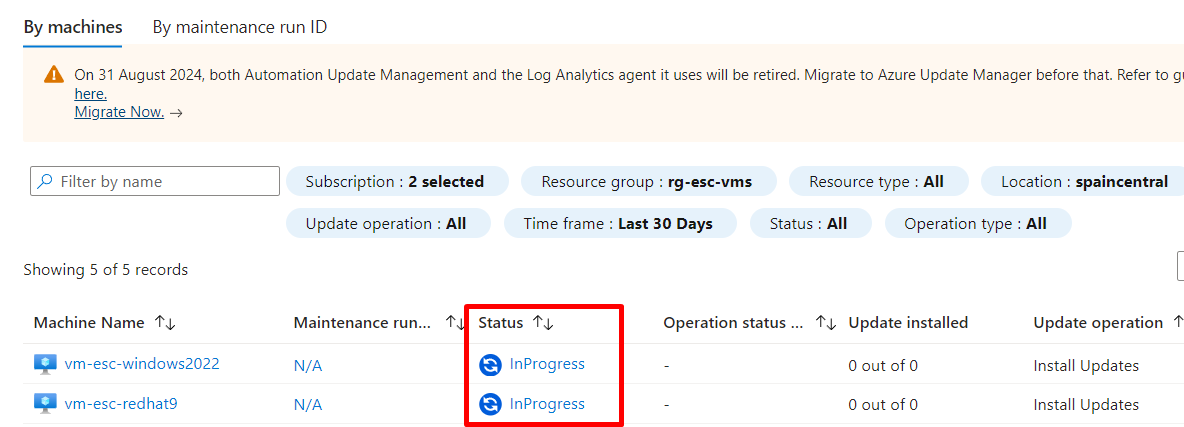 By machines By maintenance run ID
On 31 August 2024, both Automation Update Management and the Log Analytics agent it uses will be retired. Migrate to Azure Update Manager before that. Refer to
here.
Migrate Now. →
Filter by name Subscription : 2 selected Resource group : rg-esc-vms Resource type : All Location : spaincentral
Update operation : All Time frame : Last 30 Days Status : All Operation type : All
Showing 5 of 5 records
Machine Name ↑↓ Maintenance run... ↑↓ Status ↑↓ Operation status ... ↑↓ Update installed Update operation ↑
vm-esc-windows2022 N/A InProgress - 0 out of 0 Install Updates
vm-esc-redhat9 N/A InProgress - 0 out of 0 Install Updates